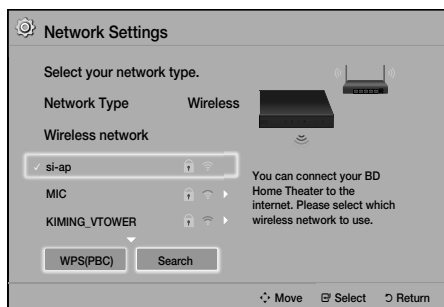 Network Settings
Select your network type.
Network Type Wireless
Wireless network
si-ap
MIC
KIMING_VTOWER
WPS(PBC) Search
You can connect your BD
Home Theater to the
internet. Please select which
wireless network to use.
Move Select Return